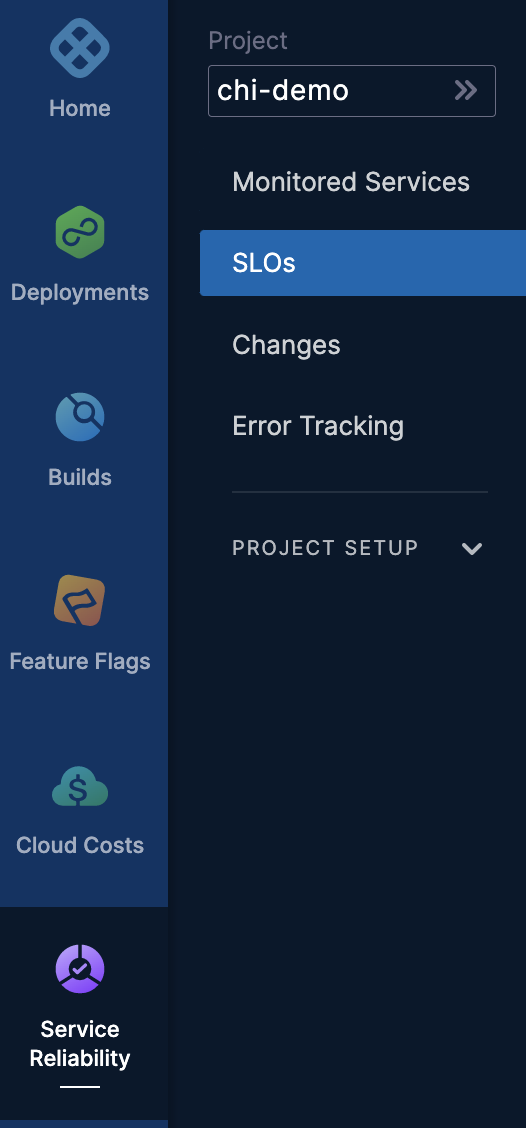 Home
Deployments
Builds
Feature Flags
Cloud Costs
Service
Reliability
Project
chi-demo
Monitored Services
SLOs
Changes
Error Tracking
PROJECT SETUP